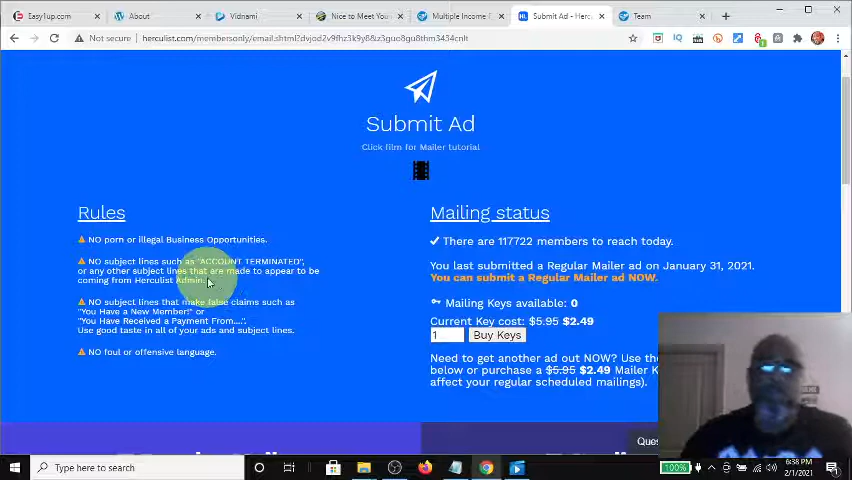 Easy1up.com
About
Vidnami
Nice to Meet You
Multiple Income
Submit Ad - Herc
Team
Not secure
herculist.com/membersonly/email.shtml?
Submit Ad
Click film for Mailer tutorial
Rules
NO porn or illegal Business Opportunities.
NO subject lines such as "ACCOUNT TERMINATED",
or any other subject lines that are made to appear to be
coming from Herculist Admin.
NO subject lines that make false claims such as
"You Have a New Member!" or
"You Have Received a Payment From...".
Use good taste in all of your ads and subject lines.
NO foul or offensive language.
Mailing status
There are 117722 members to reach today.
You last submitted a Regular Mailer ad on January 31, 2021.
You can submit a Regular Mailer ad NOW.
Mailing Keys available: 0
Current Key cost: $5.95 $2.49
1 Buy Keys
Need to get another ad out NOW? Use the
below or purchase a $5.95 $2.49 Mailer K
affect your regular scheduled mailings).
Ques
Type here to search
100%
6:38 PM
2/1/2021